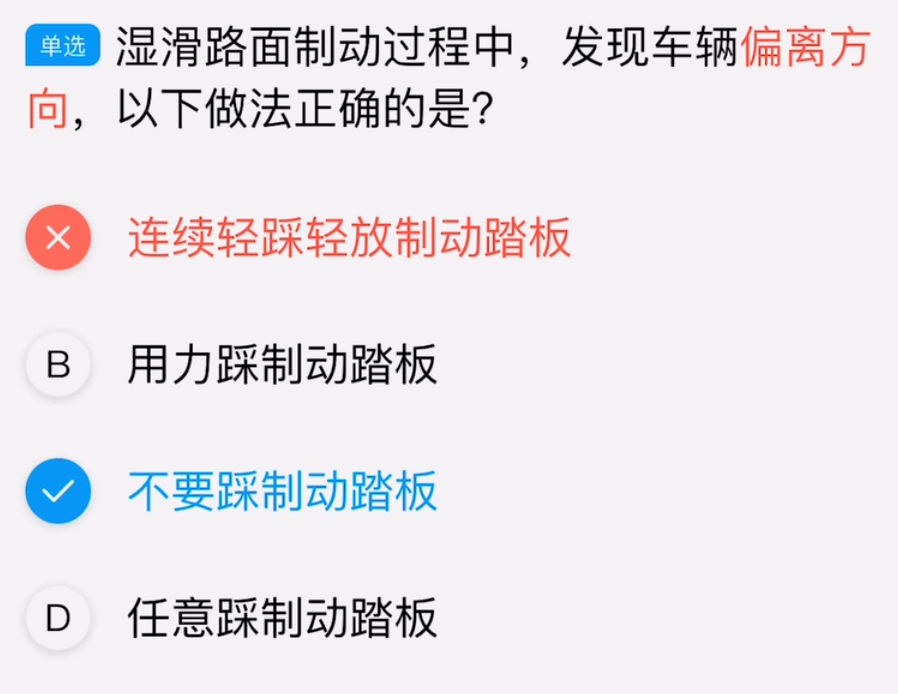 单选 湿滑路面制动过程中，发现车辆偏离方
向，以下做法正确的是？
连续轻踩轻放制动踏板
B 用力踩制动踏板
不要踩制动踏板
D 任意踩制动踏板